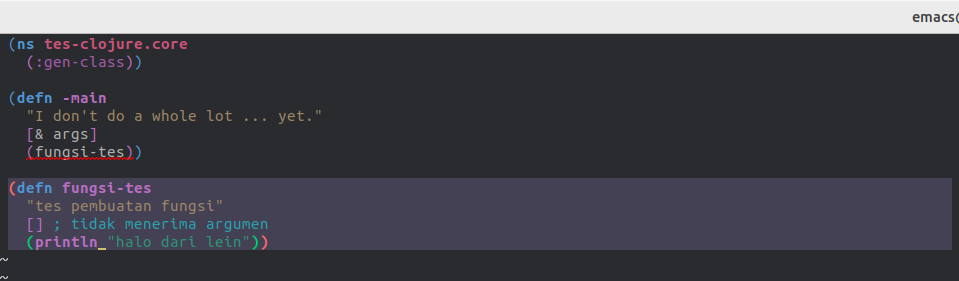 emacs(
(ns tes-clojure.core
  (:gen-class))
(defn -main
  "I don't do a whole lot ... yet."
  [& args]
  (fungsi-tes))
(defn fungsi-tes
  "tes pembuatan fungsi"
  [] ; tidak menerima argumen
  (println "halo dari lein"))
~
~